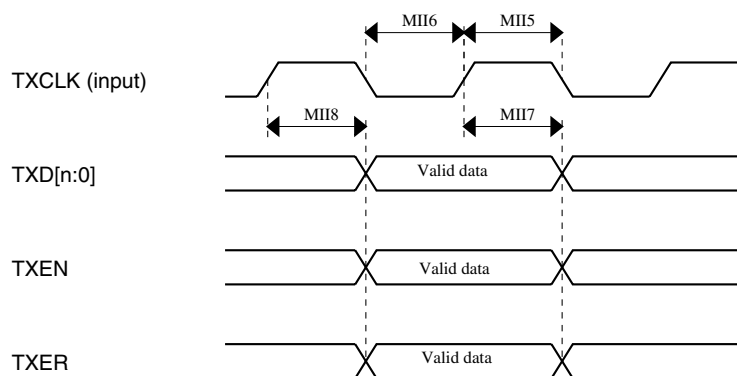 MII6 MII5
TXCLK (input)
MII8 MII7
TXD[n:0] Valid data
TXEN Valid data
TXER Valid data